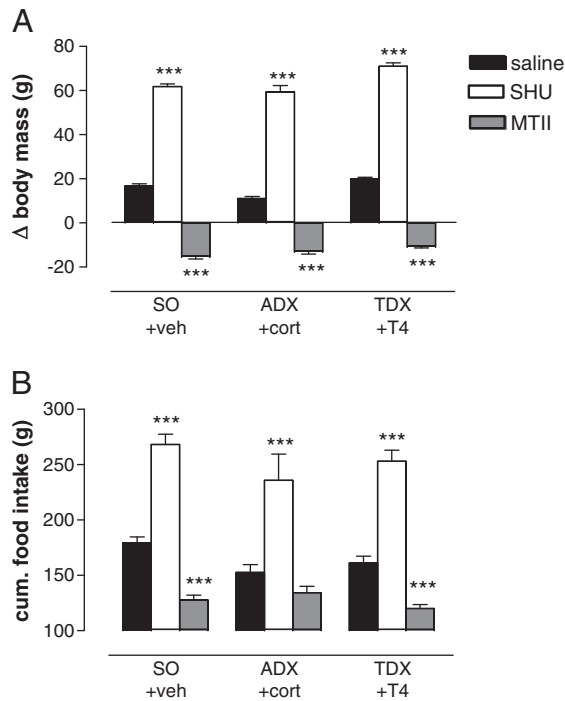 A
Δ body mass (g)
80
60
40
20
0
-20
***
***
***
***
***
***
saline
SHU
MTII
SO
+veh
ADX
+cort
TDX
+T4
B
cum. food intake (g)
300
250
200
150
100
***
***
***
***
***
SO
+veh
ADX
+cort
TDX
+T4